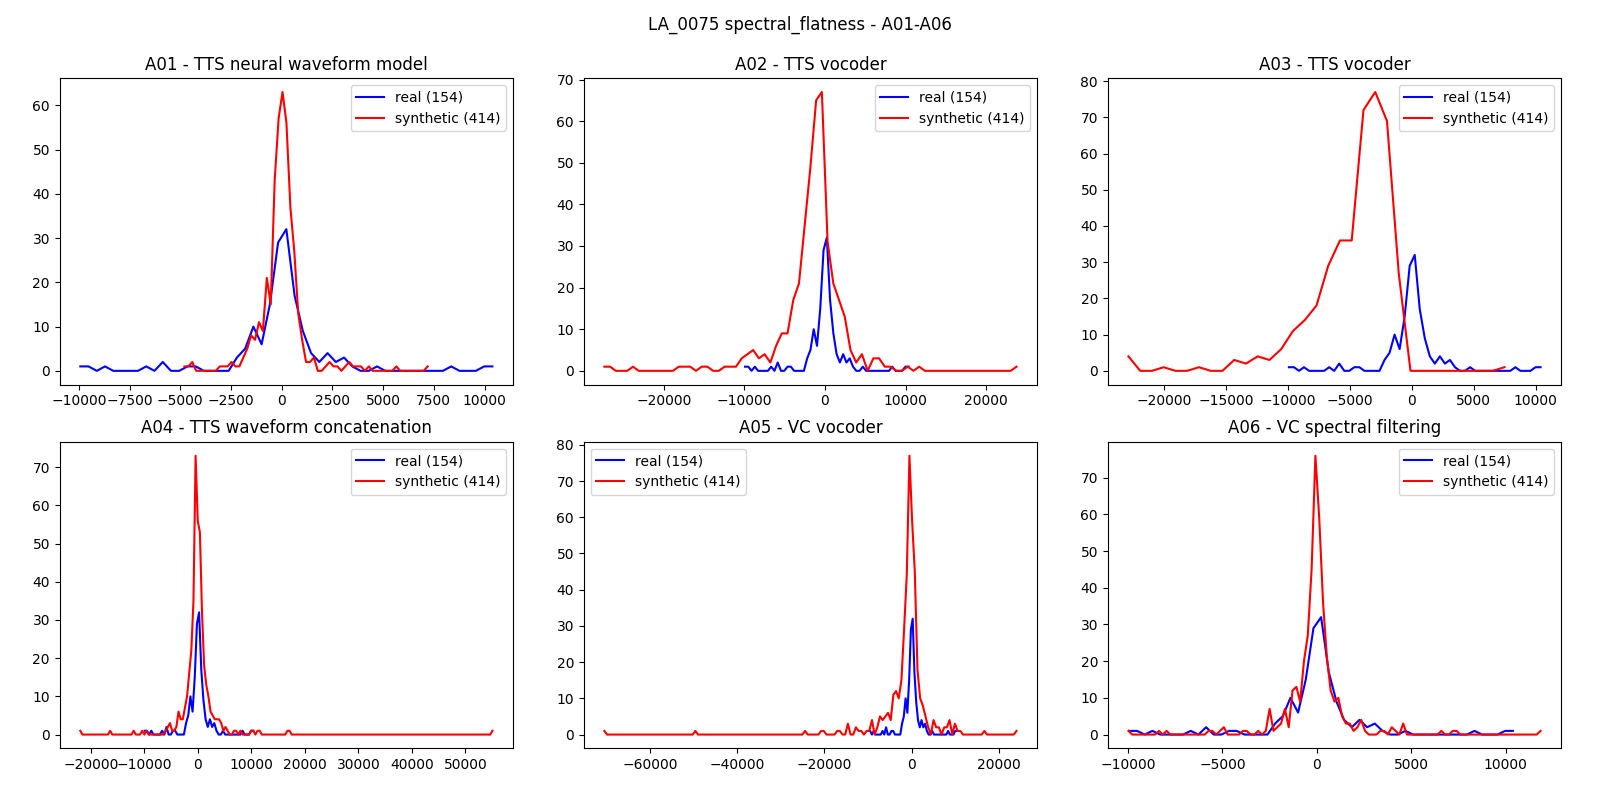 LA_0075 spectral_flatness - A01-A06
A01 - TTS neural waveform model
60
50
40
30
20
10
0
−10000 −7500 −5000 −2500 0 2500 5000 7500 10000
real (154)
synthetic (414)
A02 - TTS vocoder
70
60
50
40
30
20
10
0
−20000 −10000 0 10000 20000
real (154)
synthetic (414)
A03 - TTS vocoder
80
70
60
50
40
30
20
10
0
−20000 −15000 −10000 −5000 0 5000 10000
real (154)
synthetic (414)
A04 - TTS waveform concatenation
70
60
50
40
30
20
10
0
−20000 −10000 0 10000 20000 30000 40000 50000
real (154)
synthetic (414)
A05 - VC vocoder
80
70
60
50
40
30
20
10
0
−60000 −40000 −20000 0 20000
real (154)
synthetic (414)
A06 - VC spectral filtering
70
60
50
40
30
20
10
0
−10000 −5000 0 5000 10000
real (154)
synthetic (414)